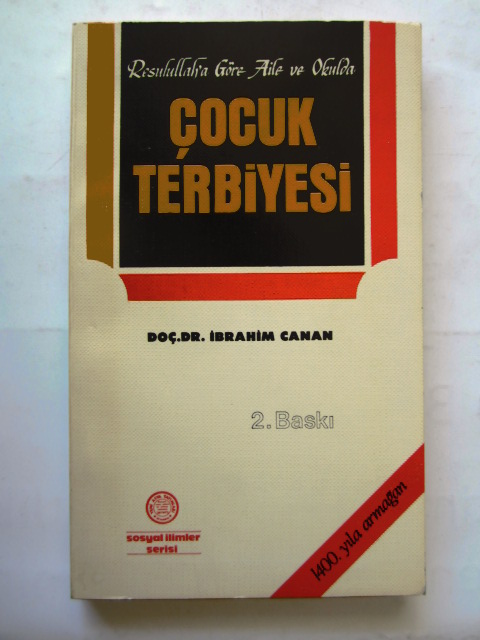 Resulullah'a Göre Aile ve Okulda
ÇOCUK
TERBİYESİ
DOÇ.DR. İBRAHİM CANAN
2. Baskı
sosyal ilimler
serisi
1400. yıla armağan